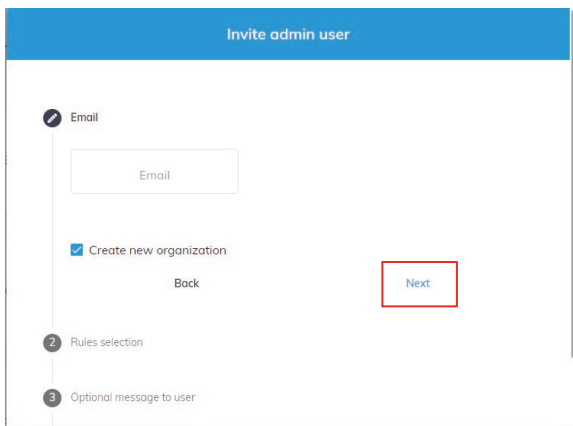 Invite admin user
Email
Email
Create new organization
Back Next
2 Rules selection
3 Optional message to user